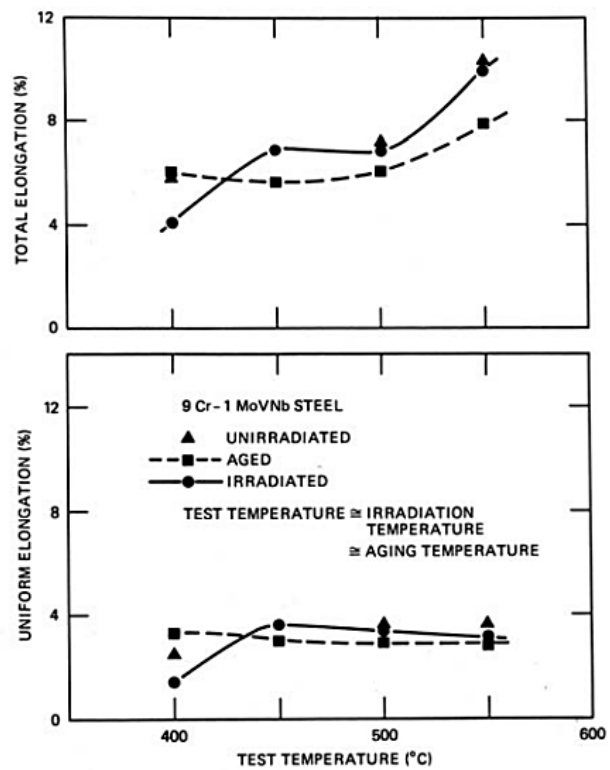 12
8
4
0
TOTAL ELONGATION (%)
12
8
4
0
UNIFORM ELONGATION (%)
9 Cr – 1 MoVNb STEEL
UNIRRADIATED
AGED
IRRADIATED
TEST TEMPERATURE ≅ IRRADIATION
TEMPERATURE
≅ AGING TEMPERATURE
400 500 600
TEST TEMPERATURE (°C)